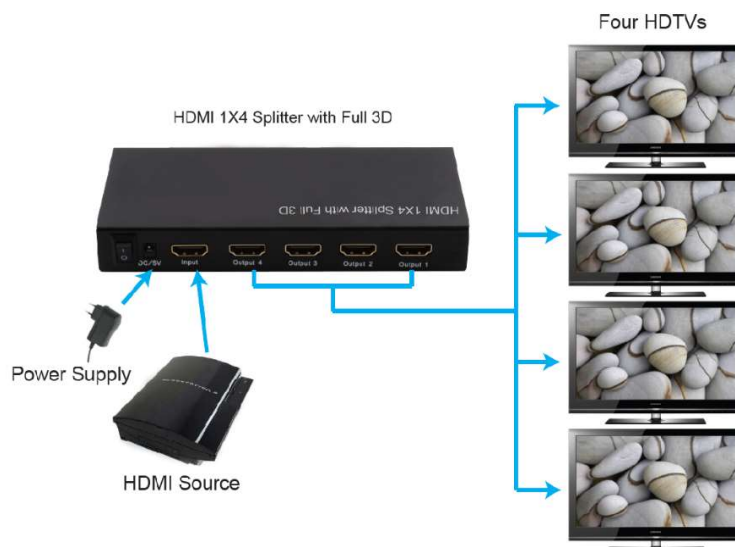 Four HDTVs
HDMI 1X4 Splitter with Full 3D
HDMI 1X4 Splitter with Full 3D
DC/5V
Input
Output 4
Output 3
Output 2
Output 1
Power Supply
HDMI Source